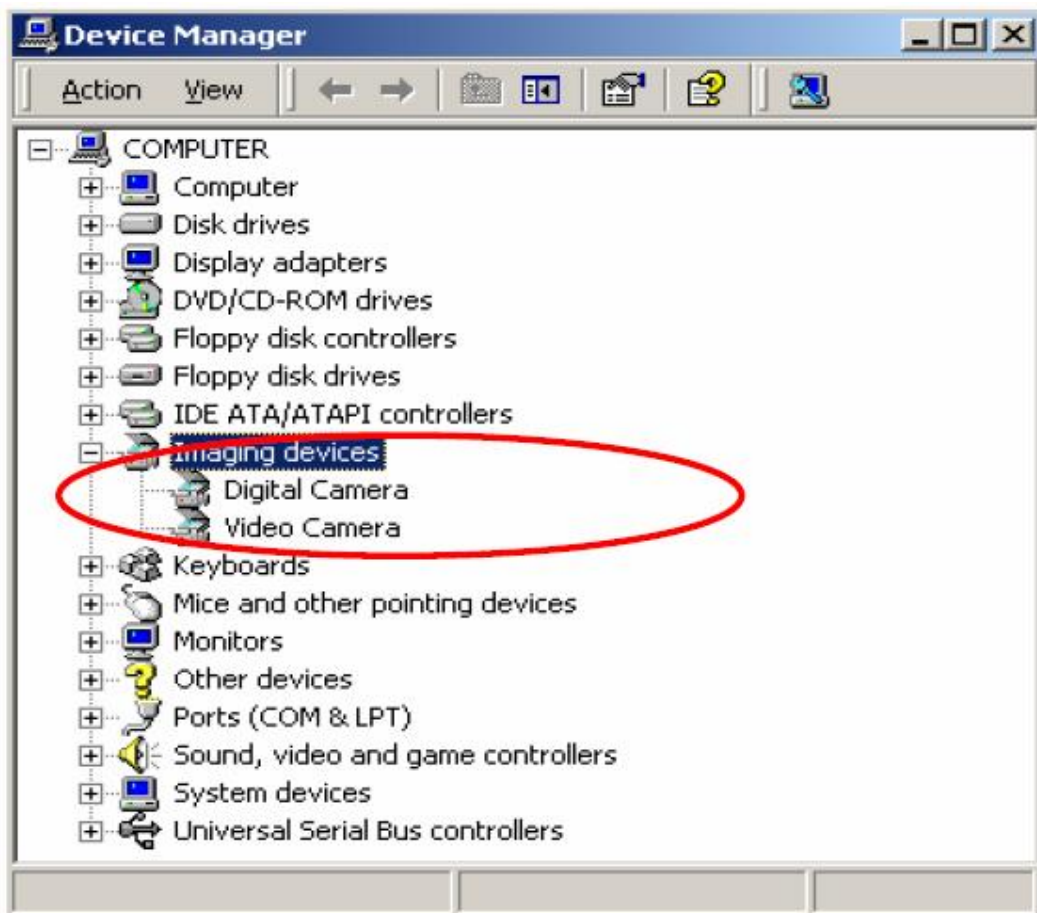 Device Manager
Action View
COMPUTER
Computer
Disk drives
Display adapters
DVD/CD-ROM drives
Floppy disk controllers
Floppy disk drives
IDE ATA/ATAPI controllers
Imaging devices
Digital Camera
Video Camera
Keyboards
Mice and other pointing devices
Monitors
Other devices
Ports (COM & LPT)
Sound, video and game controllers
System devices
Universal Serial Bus controllers